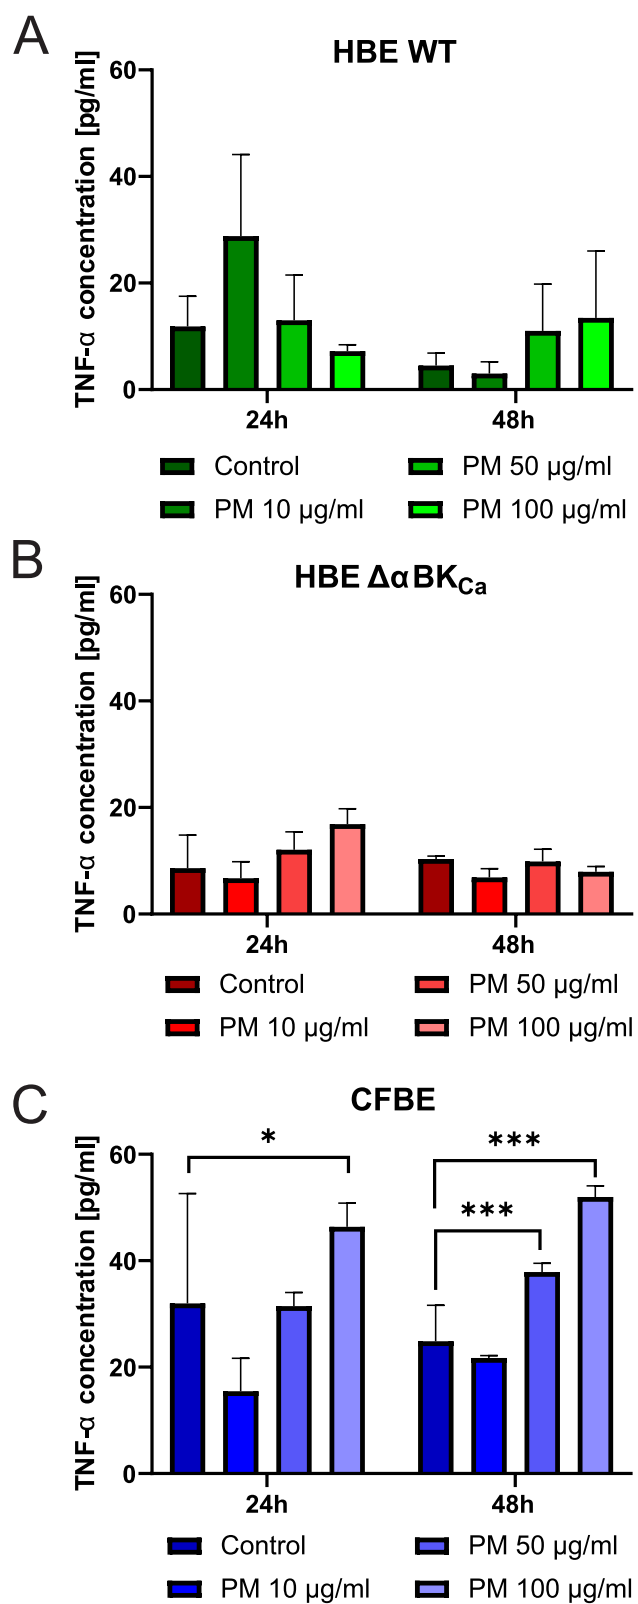 A
HBE WT
TNF-α concentration [pg/ml]
60
40
20
0
24h
48h
Control
PM 50 µg/ml
PM 10 µg/ml
PM 100 µg/ml
B
HBE ΔαBKCa
TNF-α concentration [pg/ml]
60
40
20
0
24h
48h
Control
PM 50 µg/ml
PM 10 µg/ml
PM 100 µg/ml
C
CFBE
TNF-α concentration [pg/ml]
60
40
20
0
*
***
***
24h
48h
Control
PM 50 µg/ml
PM 10 µg/ml
PM 100 µg/ml